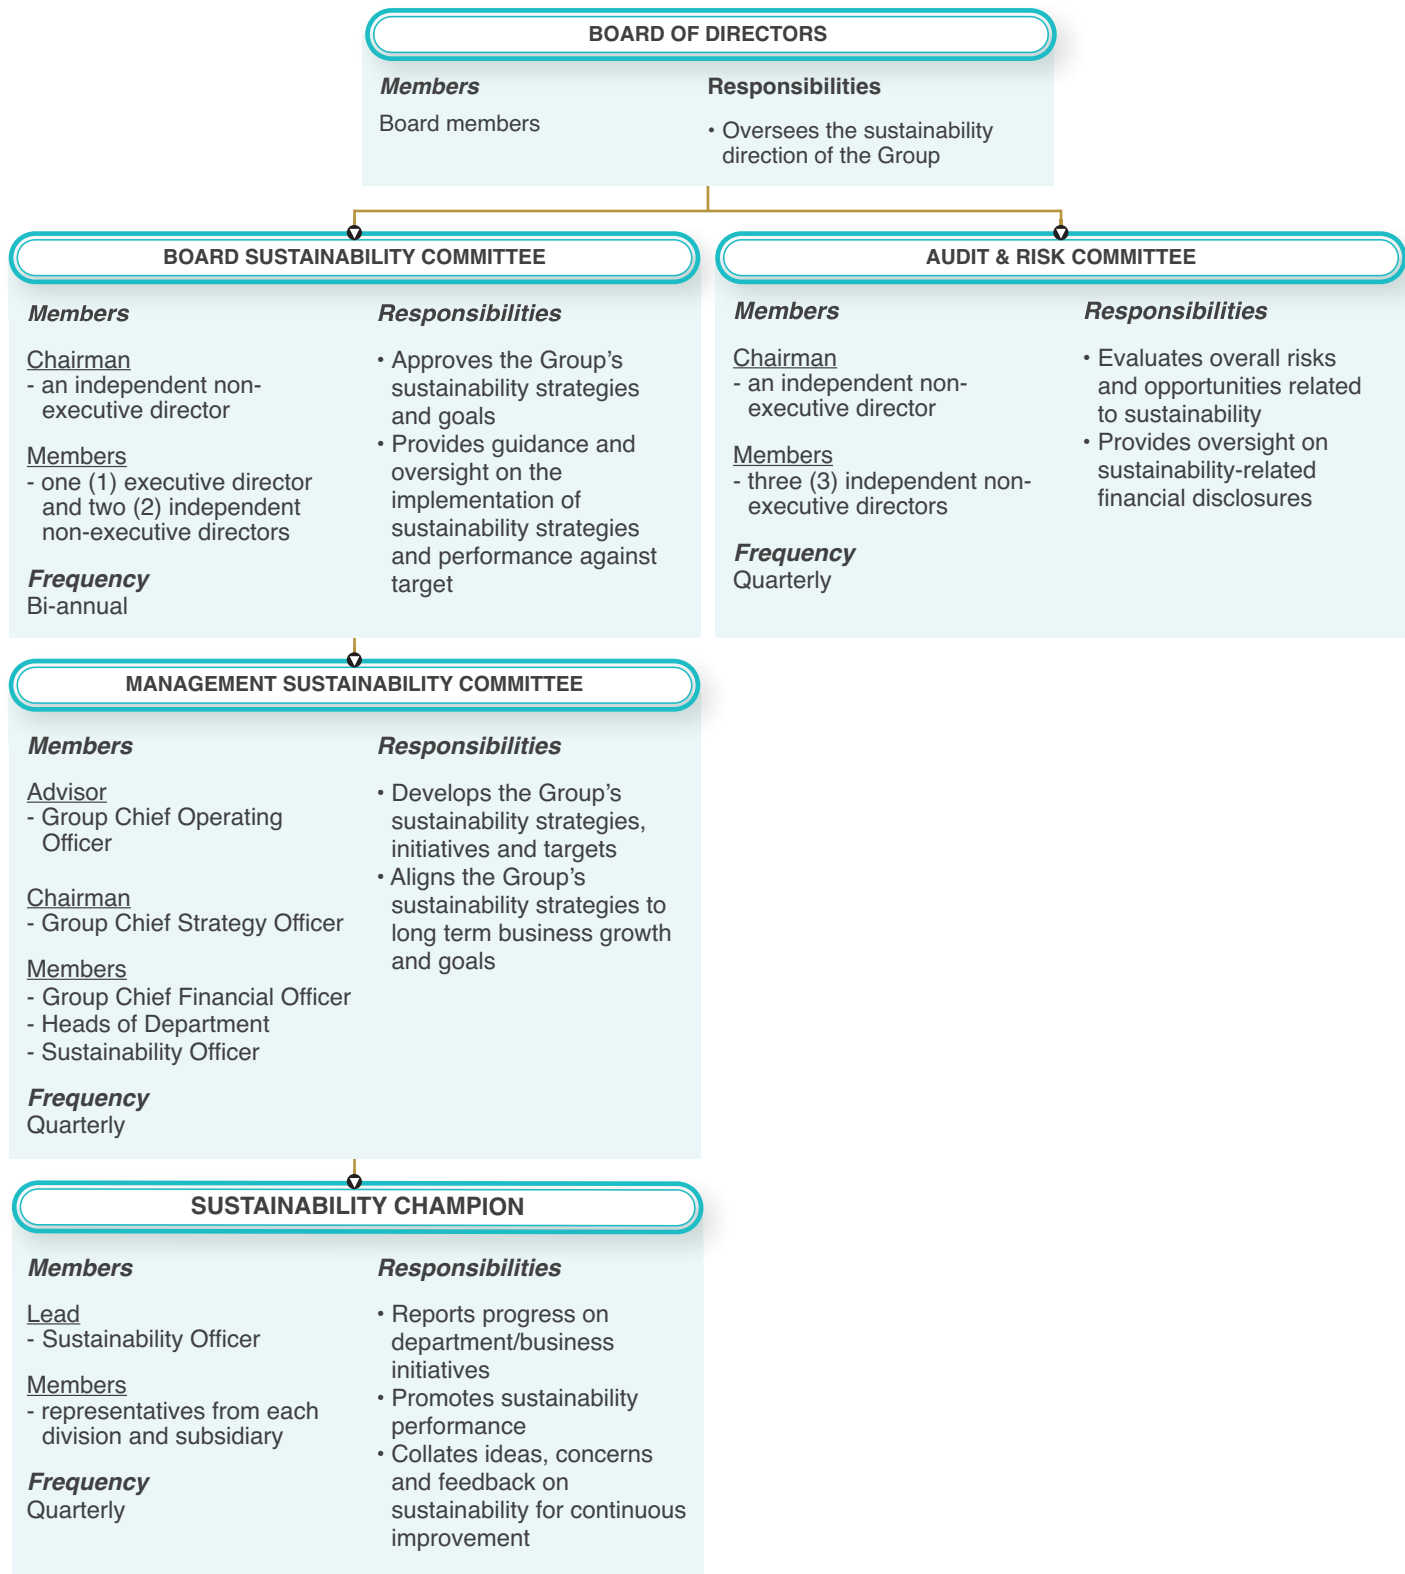 BOARD OF DIRECTORS
Members
Board members
Responsibilities
• Oversees the sustainability
direction of the Group
BOARD SUSTAINABILITY COMMITTEE
Members
Chairman
- an independent non-
executive director
Members
- one (1) executive director
and two (2) independent
non-executive directors
Frequency
Bi-annual
Responsibilities
• Approves the Group’s
sustainability strategies
and goals
• Provides guidance and
oversight on the
implementation of
sustainability strategies
and performance against
target
AUDIT & RISK COMMITTEE
Members
Chairman
- an independent non-
executive director
Members
- three (3) independent non-
executive directors
Frequency
Quarterly
Responsibilities
• Evaluates overall risks
and opportunities related
to sustainability
• Provides oversight on
sustainability-related
financial disclosures
MANAGEMENT SUSTAINABILITY COMMITTEE
Members
Advisor
- Group Chief Operating
Officer
Chairman
- Group Chief Strategy Officer
Members
- Group Chief Financial Officer
- Heads of Department
- Sustainability Officer
Frequency
Quarterly
Responsibilities
• Develops the Group’s
sustainability strategies,
initiatives and targets
• Aligns the Group’s
sustainability strategies to
long term business growth
and goals
SUSTAINABILITY CHAMPION
Members
Lead
- Sustainability Officer
Members
- representatives from each
division and subsidiary
Frequency
Quarterly
Responsibilities
• Reports progress on
department/business
initiatives
• Promotes sustainability
performance
• Collates ideas, concerns
and feedback on
sustainability for continuous
improvement